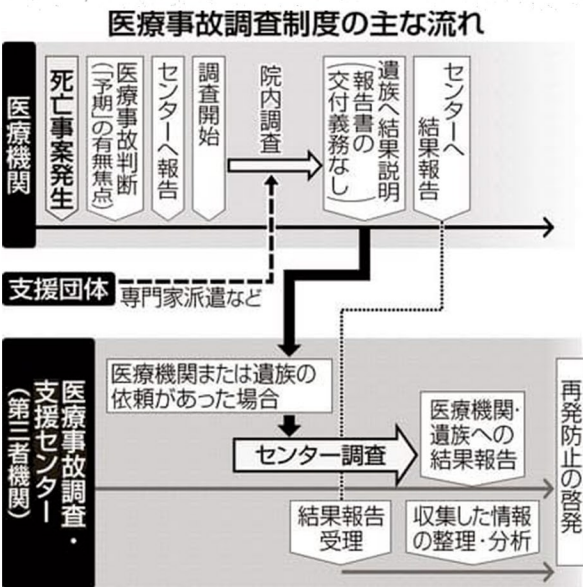 医療事故調査制度の主な流れ
医療機関
死亡事案発生
医療事故判断
(「予期」の有無焦点)
センターへ報告
調査開始
院内調査
遺族へ結果説明
(報告書の
交付義務なし)
センターへ
結果報告
支援団体
専門家派遣など
医療事故調査・
支援センター
(第三者機関)
医療機関または遺族の
依頼があった場合
センター調査
医療機関・
遺族への
結果報告
結果報告
受理
収集した情報
の整理・分析
再発防止の啓発